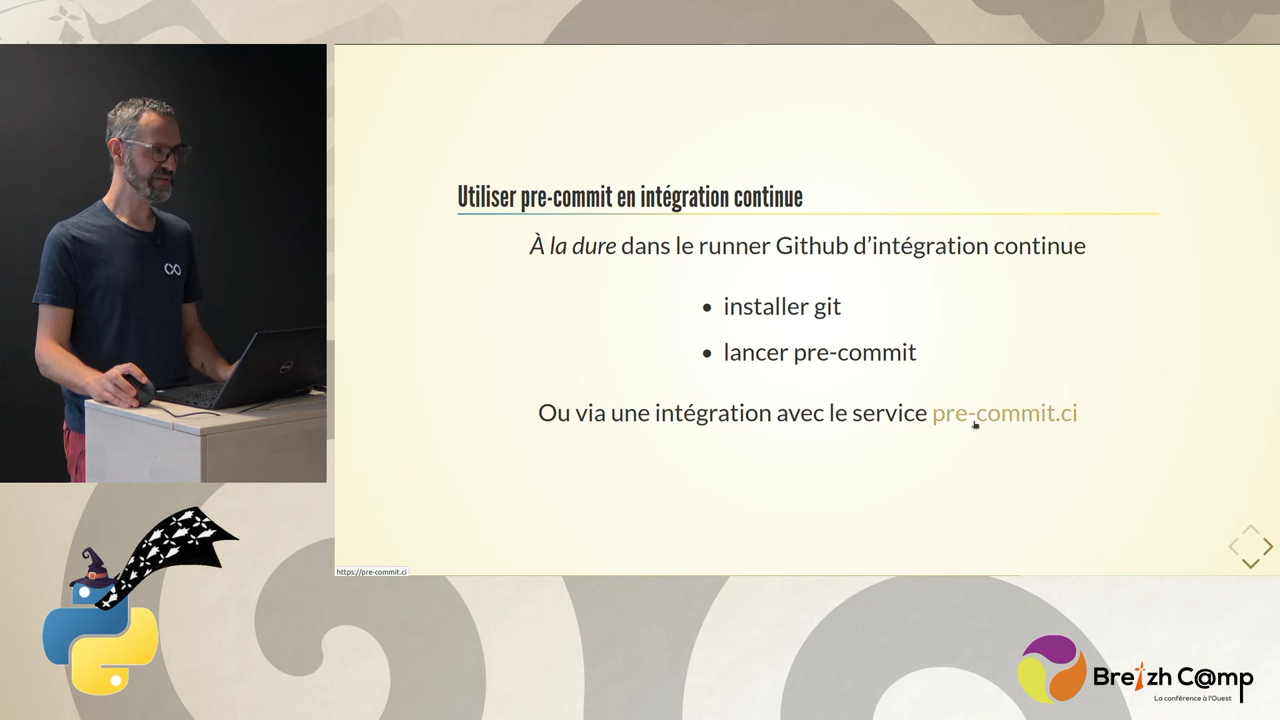 Utiliser pre-commit en intégration continue
À la dure dans le runner Github d’intégration continue
• installer git
• lancer pre-commit
Ou via une intégration avec le service pre-commit.ci
https://pre-commit.ci
Breizh C@mp
La conférence à l'Ouest